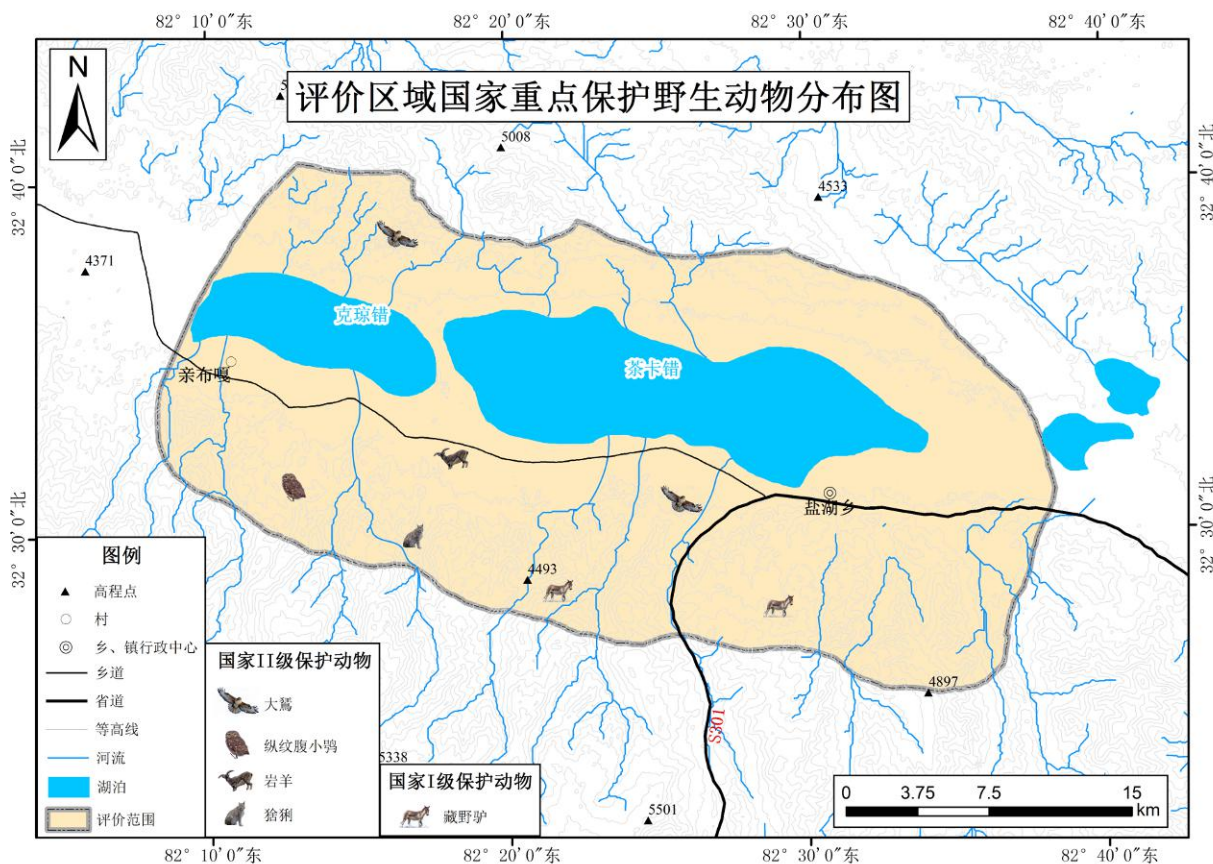 82° 10′ 0″东
82° 20′ 0″东
82° 30′ 0″东
82° 40′ 0″东
N
评价区域国家重点保护野生动物分布图
5008
4533
32° 40′ 0″北
32° 40′ 0″北
4371
克琼错
茶卡错
亲布嘎
盐湖乡
32° 30′ 0″北
32° 30′ 0″北
4493
4897
S301
5338
5501
图例
高程点
村
乡、镇行政中心
乡道
省道
等高线
河流
湖泊
评价范围
国家II级保护动物
大鵟
纵纹腹小鸮
岩羊
猞猁
国家I级保护动物
藏野驴
0 3.75 7.5 15
km
82° 10′ 0″东
82° 20′ 0″东
82° 30′ 0″东
82° 40′ 0″东